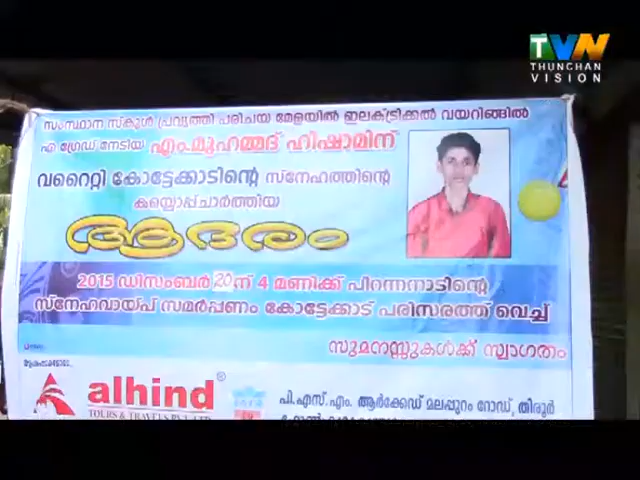 TVN
THUNCHAN
VISION
സംസ്ഥാന സ്കൂൾ പ്രവൃത്തി പരിചയ മേളയിൽ ഇലക്ട്രിക്കൽ വയറിങ്ങിൽ
എ ഗ്രേഡ് നേടിയ എം.മുഹമ്മദ് ഹിഷാമിന്
വറൈറ്റി കോട്ടേക്കാടിന്റെ സ്നേഹത്തിന്റെ
കയ്യൊപ്പ്ചാർത്തിയ
ആദരം
2015 ഡിസംബർ 20ന് 4 മണിക്ക് പിറന്നനാടിന്റെ
സ്നേഹവായ്പ് സമർപ്പണം കോട്ടേക്കാട് പരിസരത്ത് വെച്ച്
സുമനസ്സുകൾക്ക് സ്വാഗതം
alhind®
TOURS & TRAVELS PVT. LTD
പി.എസ്.എം. ആർക്കേഡ് മലപ്പുറം റോഡ്, തിരൂർ